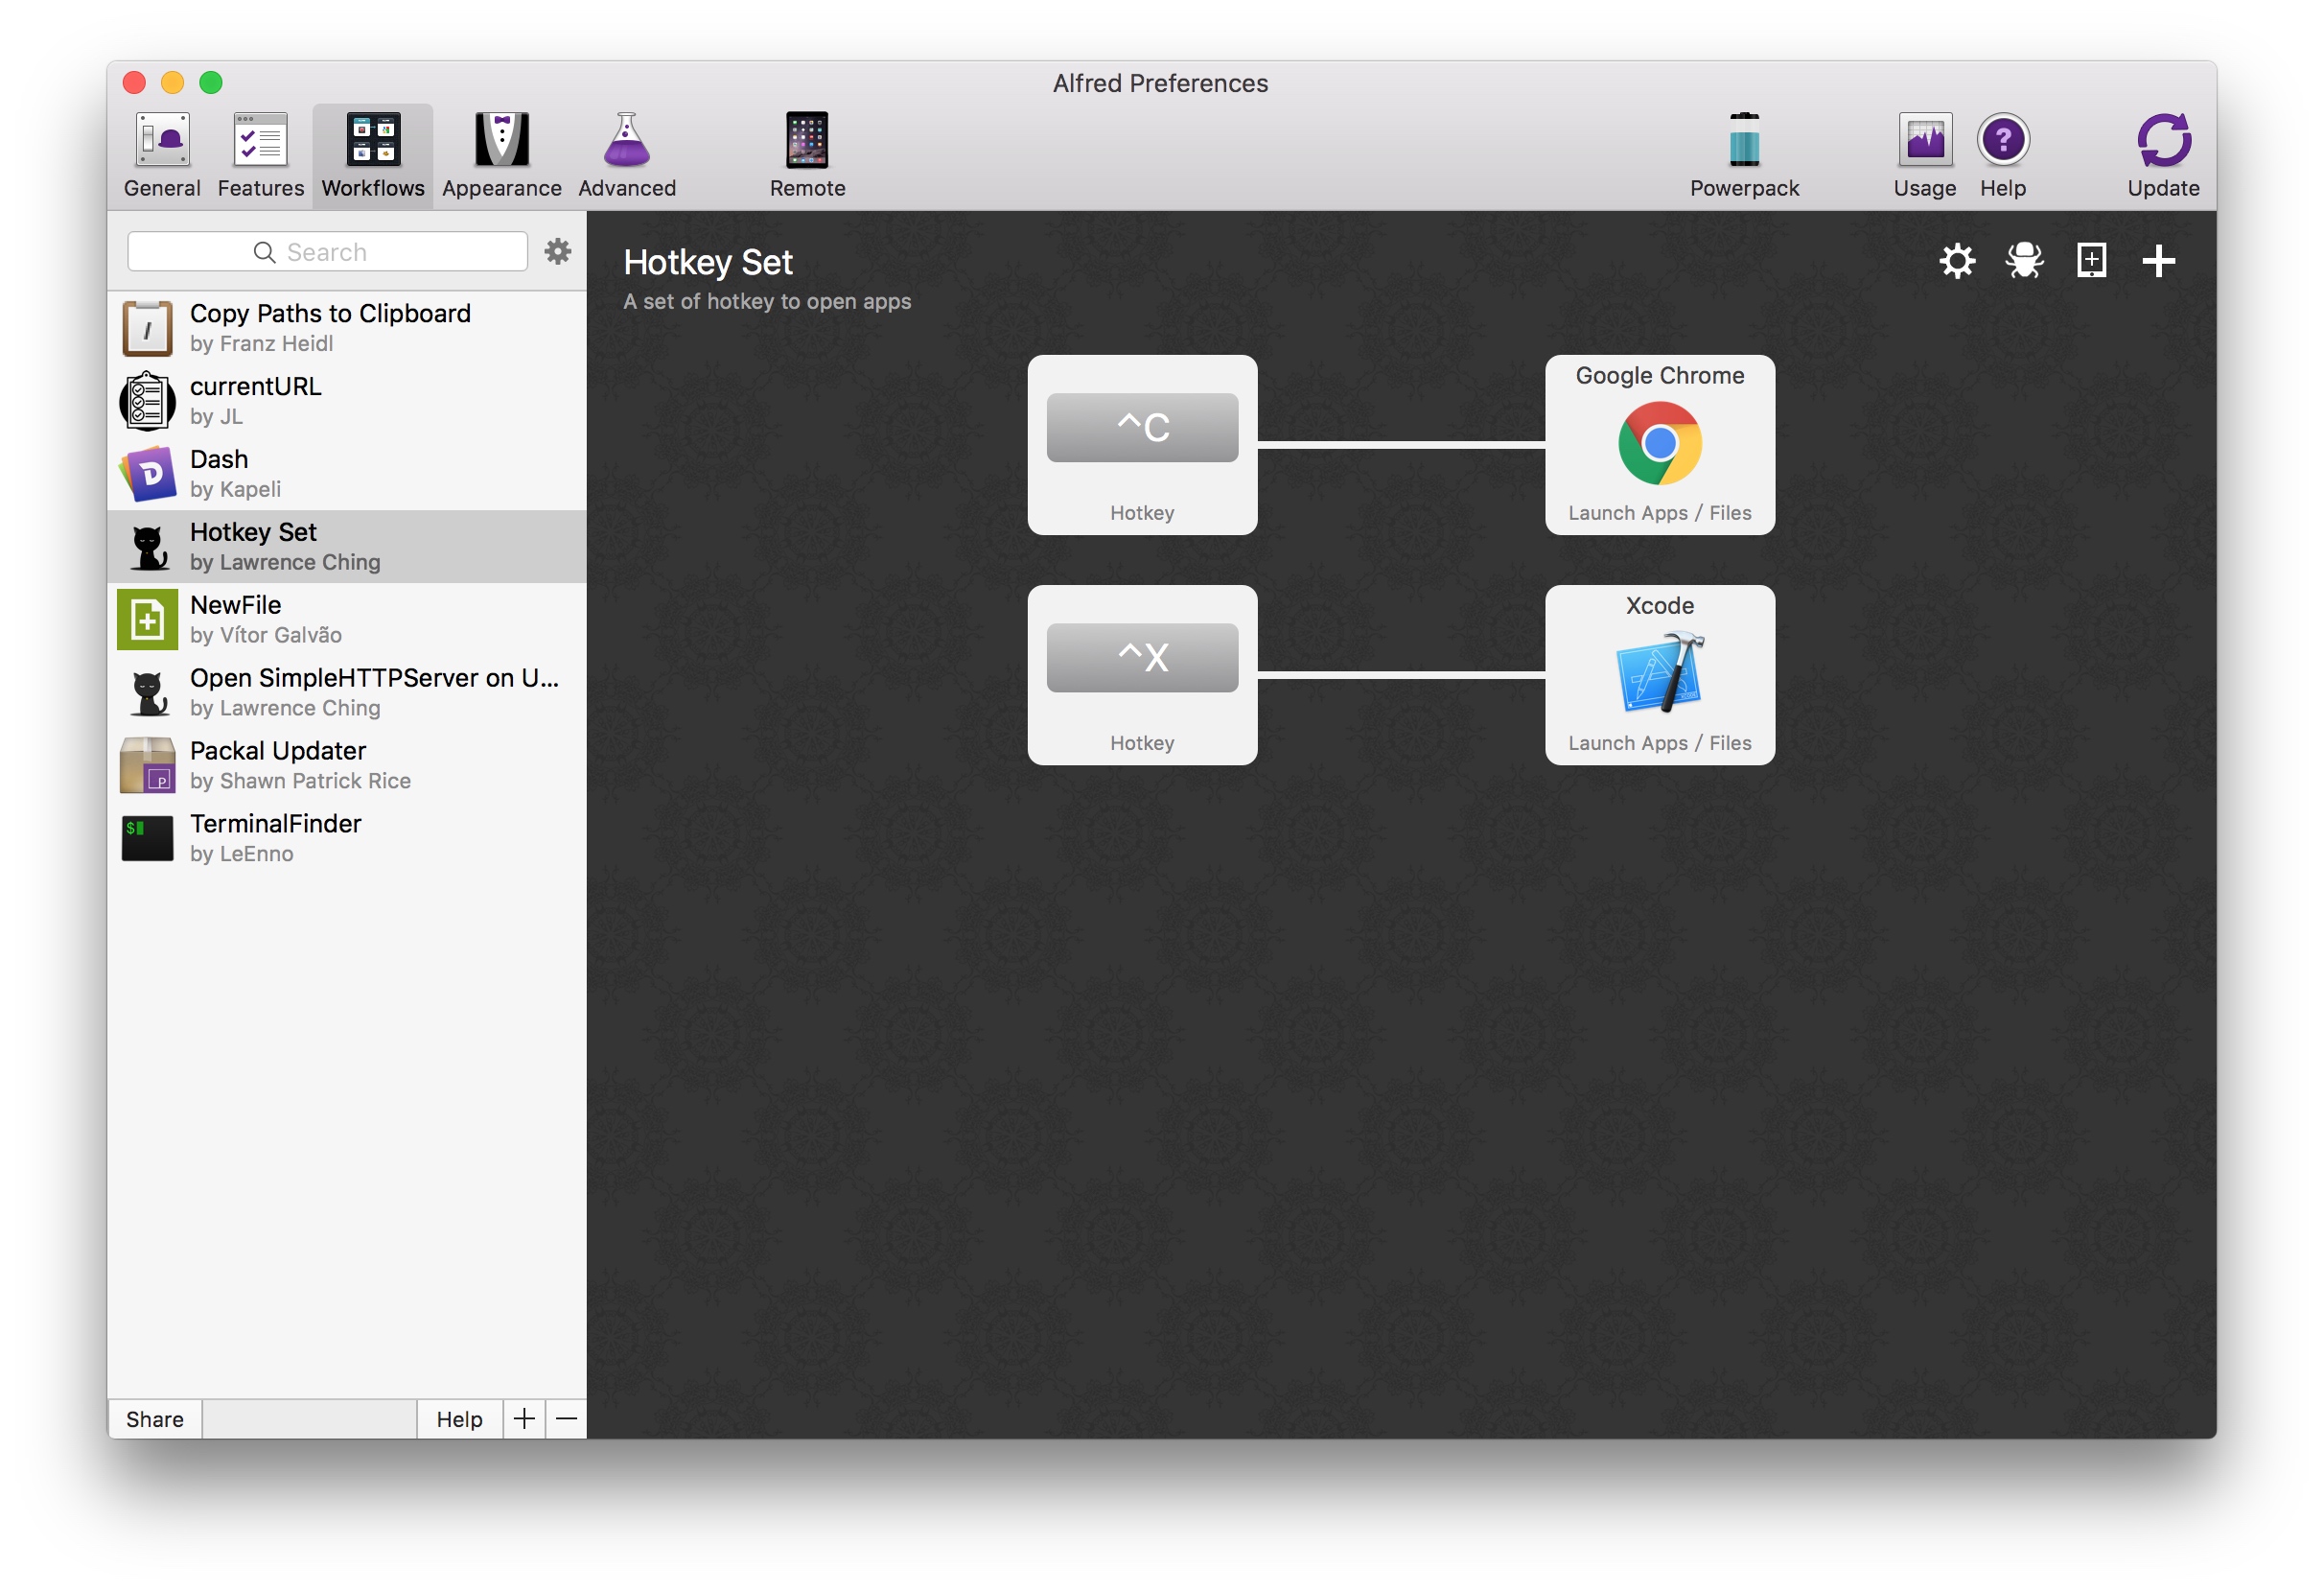 Alfred Preferences
General
Features
Workflows
Appearance
Advanced
Remote
Powerpack
Usage
Help
Update
Search
Copy Paths to Clipboard
by Franz Heidl
currentURL
by JL
Dash
by Kapeli
Hotkey Set
by Lawrence Ching
NewFile
by Vítor Galvão
Open SimpleHTTPServer on U...
by Lawrence Ching
Packal Updater
by Shawn Patrick Rice
TerminalFinder
by LeEnno
Share
Help
Hotkey Set
A set of hotkey to open apps
^C
Hotkey
Google Chrome
Launch Apps / Files
^X
Hotkey
Xcode
Launch Apps / Files